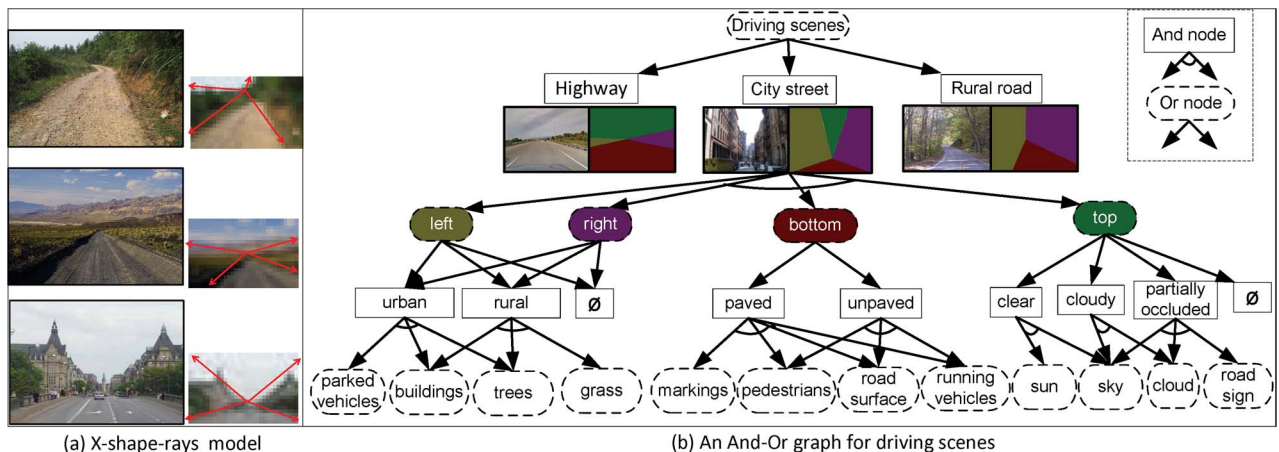 Driving scenes
And node
Or node
Highway
City street
Rural road
left
right
bottom
top
urban
rural
ø
paved
unpaved
clear
cloudy
partially
occluded
ø
parked
vehicles
buildings
trees
grass
markings
pedestrians
road
surface
running
vehicles
sun
sky
cloud
road
sign
(a) X-shape-rays model
(b) An And-Or graph for driving scenes